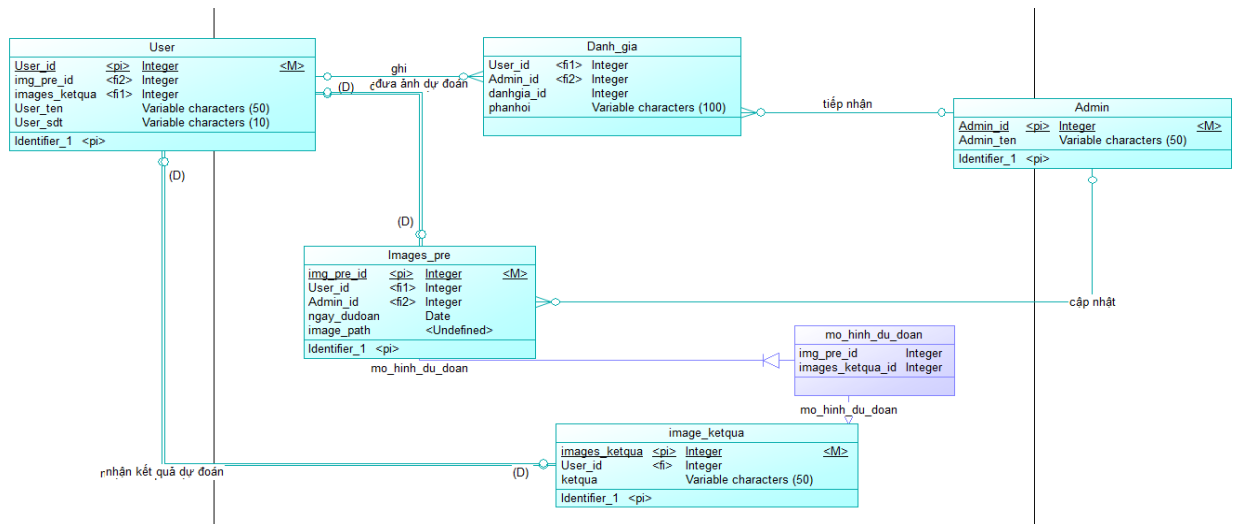 User
User_id <pi> Integer <M>
img_pre_id <fi2> Integer
images_ketqua <fi1> Integer
User_ten Variable characters (50)
User_sdt Variable characters (10)
Identifier_1 <pi>
ghi
(D)
đưa ảnh dự đoán
Danh_gia
User_id <fi1> Integer
Admin_id <fi2> Integer
danhgia_id Integer
phanhoi Variable characters (100)
tiếp nhận
Admin
Admin_id <pi> Integer <M>
Admin_ten Variable characters (50)
Identifier_1 <pi>
(D)
(D)
Images_pre
img_pre_id <pi> Integer <M>
User_id <fi1> Integer
Admin_id <fi2> Integer
ngay_dudoan Date
image_path <Undefined>
Identifier_1 <pi>
cập nhật
mo_hinh_du_doan
mo_hinh_du_doan
img_pre_id Integer
images_ketqua_id Integer
mo_hinh_du_doan
image_ketqua
images_ketqua <pi> Integer <M>
User_id <fi> Integer
ketqua Variable characters (50)
Identifier_1 <pi>
nhận kết quả dự đoán
(D)